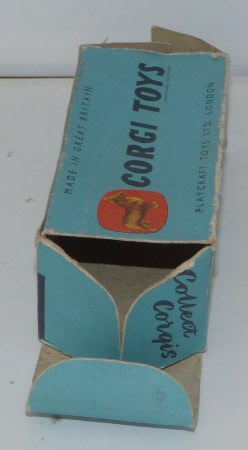 MADE IN GREAT BRITAIN
CORGI TOYS
PLAYCRAFT TOYS LTD. LONDON
Collect
Corgis